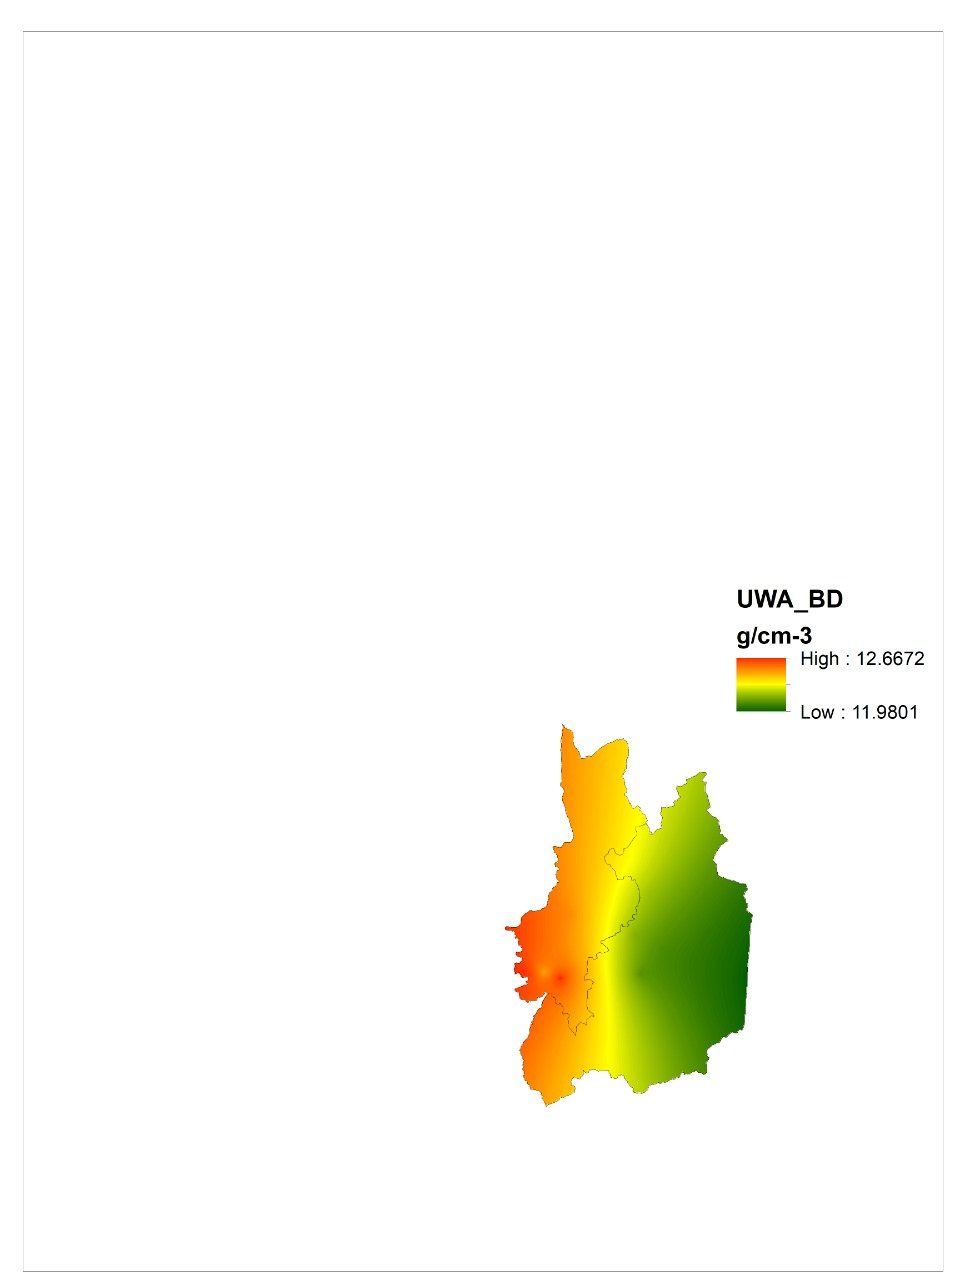 UWA_BD
g/cm-3
High : 12.6672
Low : 11.9801